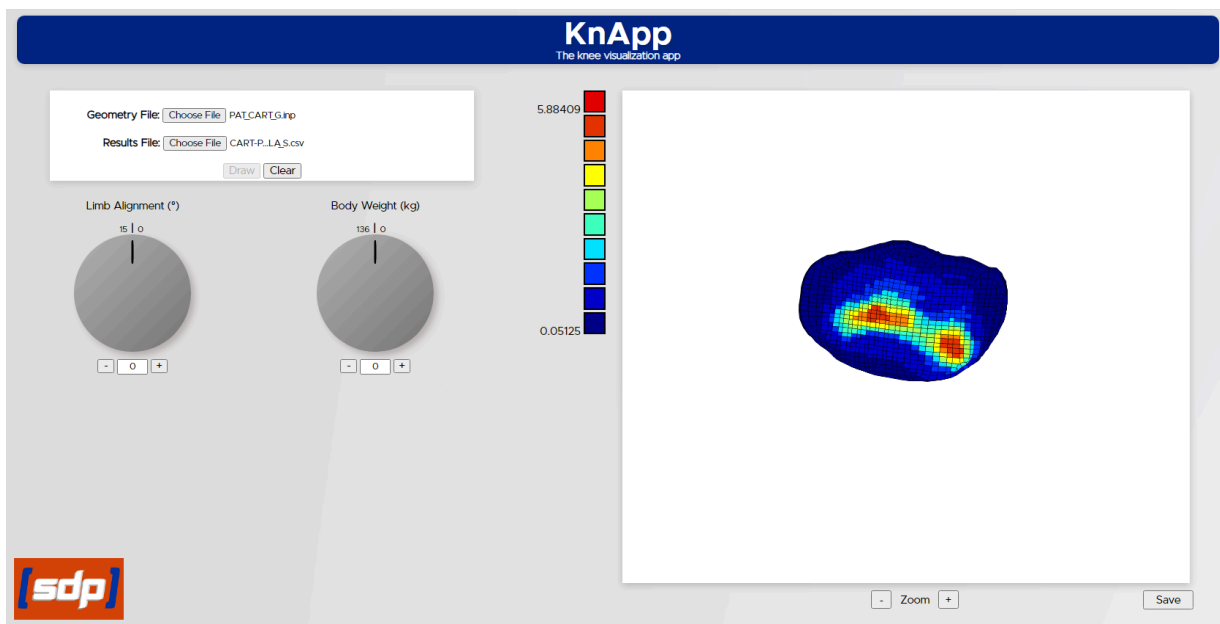 KnApp
The knee visualization app
Geometry File: Choose File PAT_CART_G.inp
Results File: Choose File CART-P...LA_S.csv
Draw Clear
Limb Alignment (°)
15 | 0
- 0 +
Body Weight (kg)
136 | 0
- 0 +
5.88409
0.05125
- Zoom +
Save
[sdp]